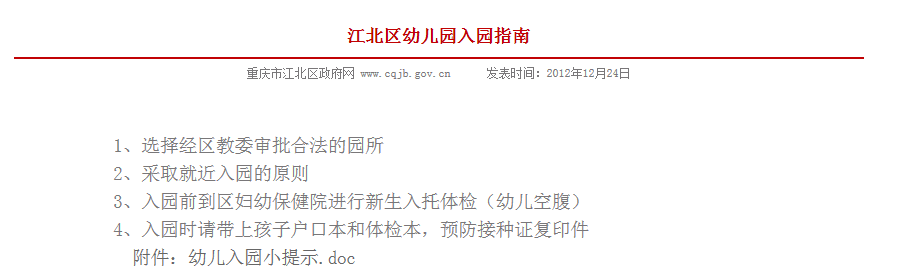 江北区幼儿园入园指南
重庆市江北区政府网 www.cqjb.gov.cn 发表时间：2012年12月24日
1、选择经区教委审批合法的园所
2、采取就近入园的原则
3、入园前到区妇幼保健院进行新生入托体检（幼儿空腹）
4、入园时请带上孩子户口本和体检本，预防接种证复印件
附件：幼儿入园小提示.doc